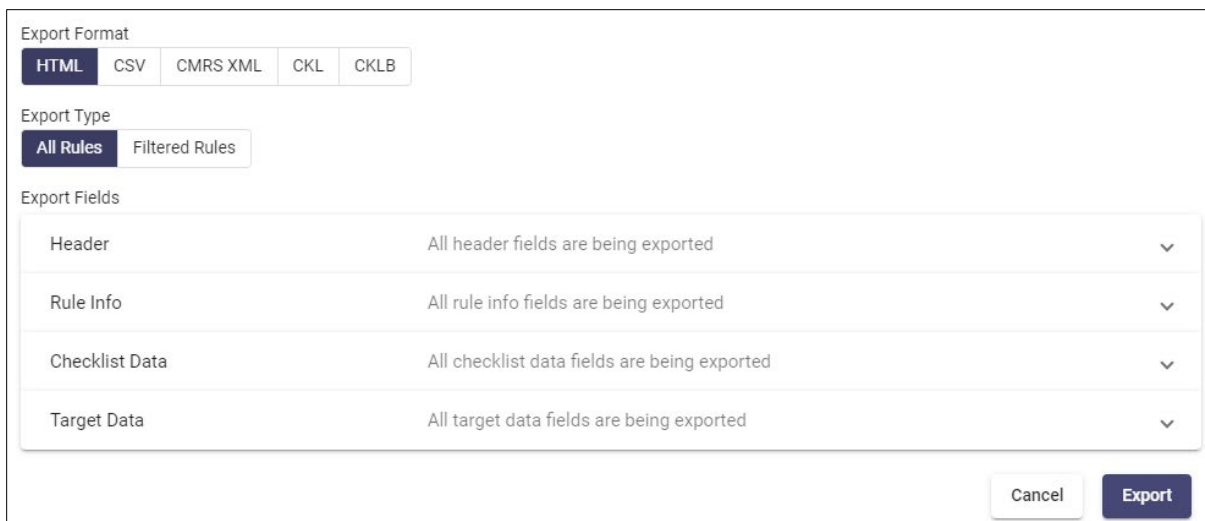 Export Format
HTML CSV CMRS XML CKL CKLB
Export Type
All Rules Filtered Rules
Export Fields
Header All header fields are being exported
Rule Info All rule info fields are being exported
Checklist Data All checklist data fields are being exported
Target Data All target data fields are being exported
Cancel Export